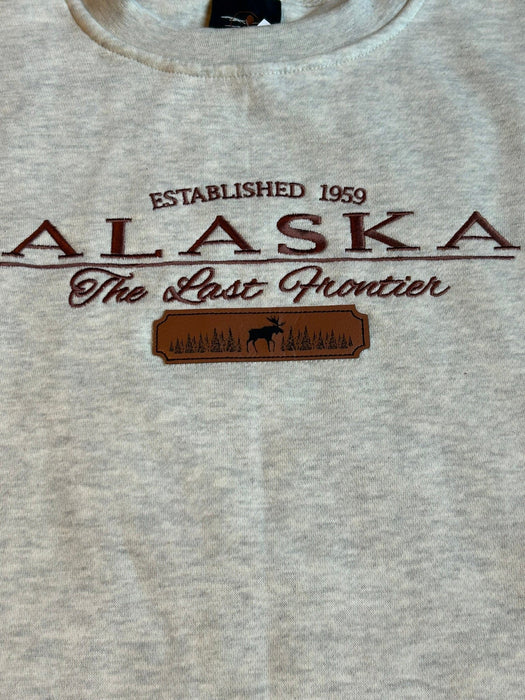 ESTABLISHED 1959
ALASKA
The Last Frontier